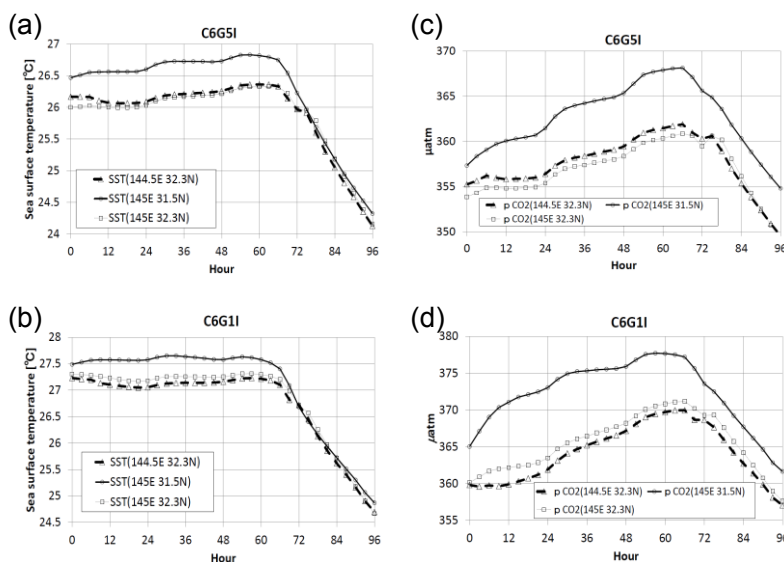 (a)
C6G5I
Sea surface temperature [℃]
27
26.5
26
25.5
25
24.5
24
SST(144.5E 32.3N)
SST(145E 31.5N)
SST(145E 32.3N)
0 12 24 36 48 60 72 84 96
Hour
(c)
C6G5I
μatm
370
365
360
355
350
p CO2(144.5E 32.3N)
p CO2(145E 31.5N)
p CO2(145E 32.3N)
0 12 24 36 48 60 72 84 96
Hour
(b)
C6G1I
Sea surface temperature [℃]
28
27.5
27
26.5
26
25.5
25
24.5
SST(144.5E 32.3N)
SST(145E 31.5N)
SST(145E 32.3N)
0 12 24 36 48 60 72 84 96
Hour
(d)
C6G1I
μatm
380
375
370
365
360
355
p CO2(144.5E 32.3N)
p CO2(145E 31.5N)
p CO2(145E 32.3N)
0 12 24 36 48 60 72 84 96
Hour